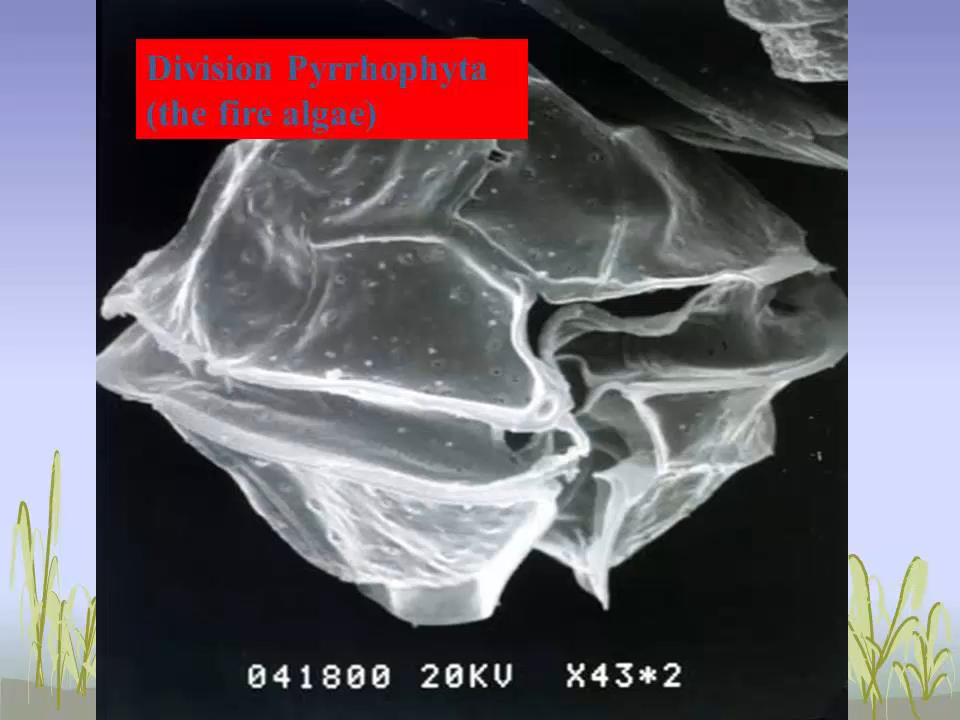 Division Pyrrhophyta
(the fire algae)
041800 20KV X43*2